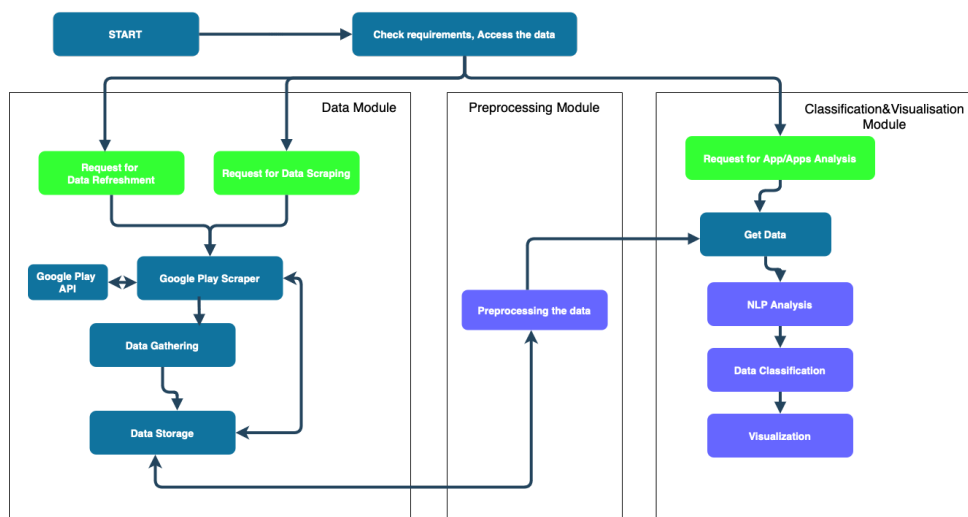 START
Check requirements, Access the data
Data Module
Preprocessing Module
Classification&Visualisation
Module
Request for
Data Refreshment
Request for Data Scraping
Request for App/Apps Analysis
Get Data
Google Play
API
Google Play Scraper
Preprocessing the data
NLP Analysis
Data Gathering
Data Classification
Data Storage
Visualization